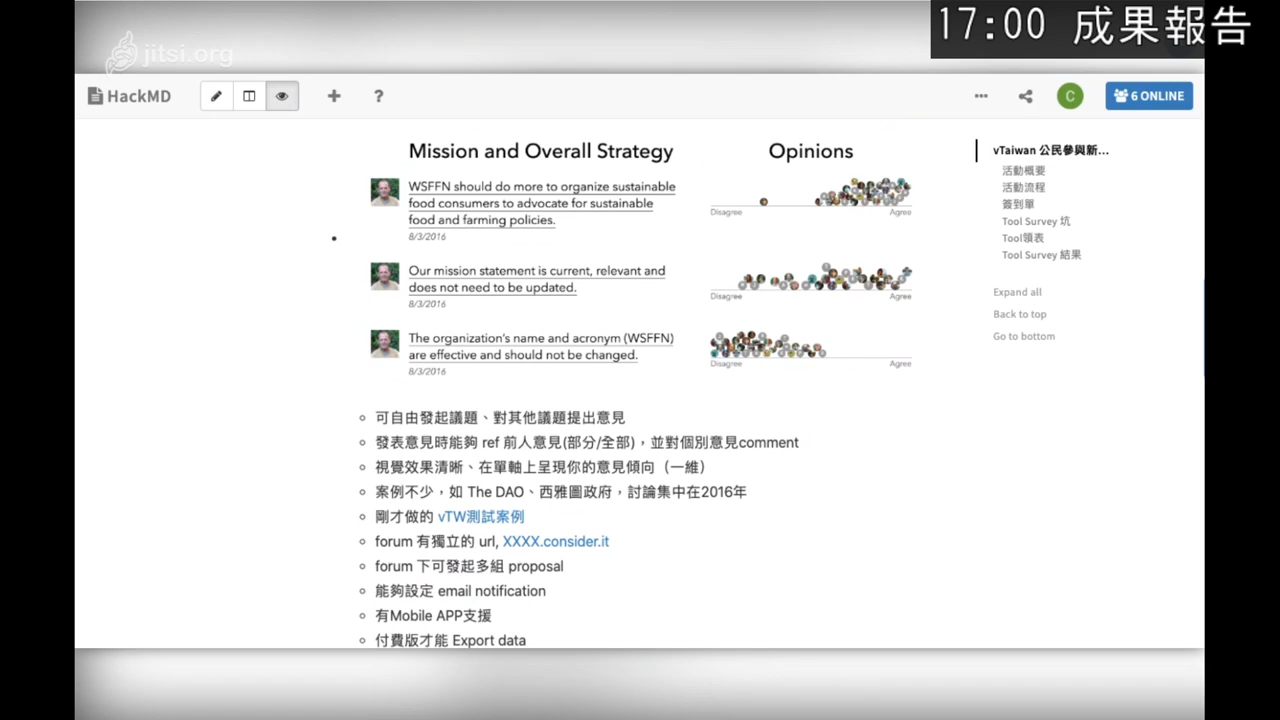 17:00 成果報告
jitsi.org
HackMD
+
?
C
6 ONLINE
Mission and Overall Strategy
Opinions
WSFFN should do more to organize sustainable
food consumers to advocate for sustainable
food and farming policies.
8/3/2016
Disagree
Agree
Our mission statement is current, relevant and
does not need to be updated.
8/3/2016
Disagree
Agree
The organization's name and acronym (WSFFN)
are effective and should not be changed.
8/3/2016
Disagree
Agree
可自由發起議題、對其他議題提出意見
發表意見時能夠 ref 前人意見(部分/全部)，並對個別意見comment
視覺效果清晰、在單軸上呈現你的意見傾向（一維）
案例不少，如 The DAO、西雅圖政府，討論集中在2016年
剛才做的 vTW測試案例
forum 有獨立的 url, XXXX.consider.it
forum 下可發起多組 proposal
能夠設定 email notification
有Mobile APP支援
付費版才能 Export data
vTaiwan 公民參與新...
活動概要
活動流程
簽到單
Tool Survey 坑
Tool領表
Tool Survey 結果
Expand all
Back to top
Go to bottom